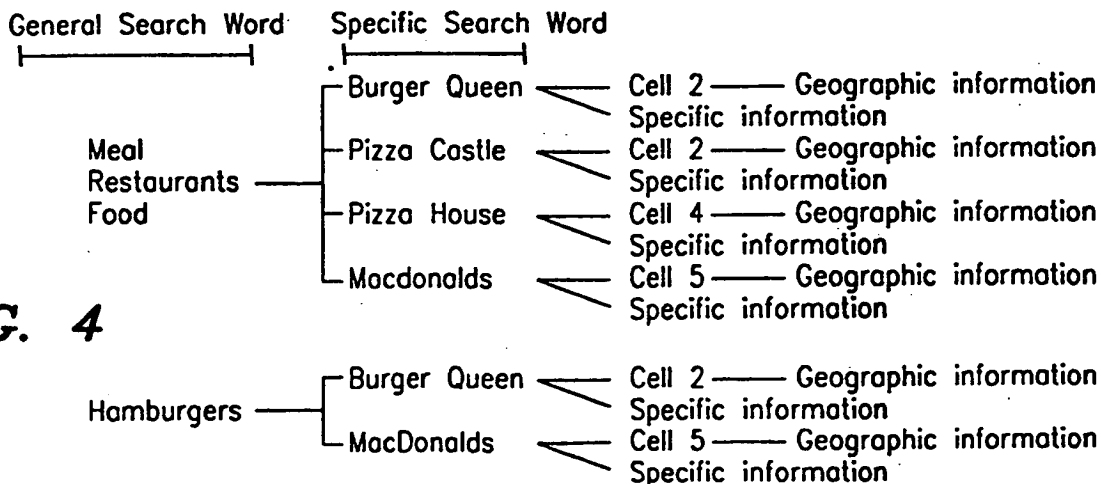 General Search Word Specific Search Word
Burger Queen Cell 2 Geographic information
Specific information
Meal Pizza Castle Cell 2 Geographic information
Restaurants Specific information
Food Pizza House Cell 4 Geographic information
Specific information
Macdonalds Cell 5 Geographic information
Specific information
G. 4
Burger Queen Cell 2 Geographic information
Hamburgers Specific information
MacDonalds Cell 5 Geographic information
Specific information